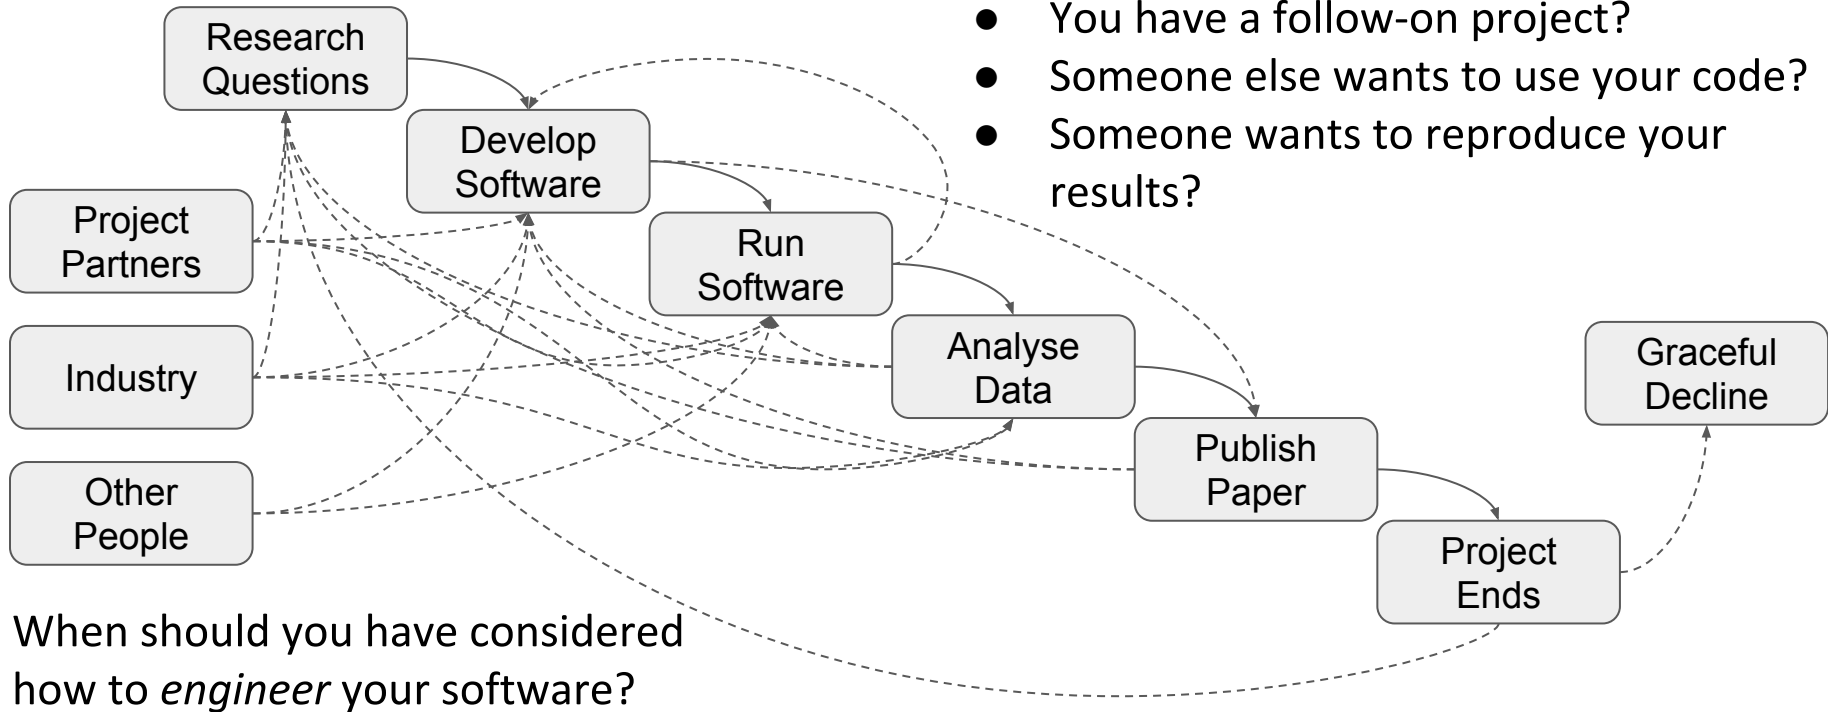 Research
Questions
● You have a follow-on project?
● Someone else wants to use your code?
● Someone wants to reproduce your
results?
Develop
Software
Project
Partners
Run
Software
Industry
Analyse
Data
Graceful
Decline
Publish
Paper
Other
People
Project
Ends
When should you have considered
how to engineer your software?